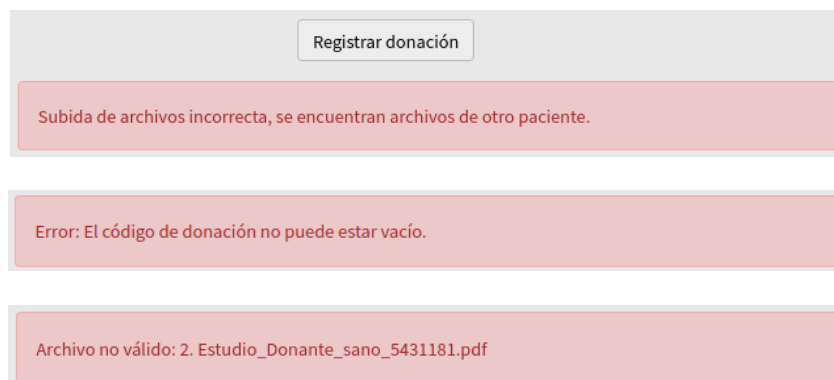 Registrar donación
Subida de archivos incorrecta, se encuentran archivos de otro paciente.
Error: El código de donación no puede estar vacío.
Archivo no válido: 2. Estudio_Donante_sano_5431181.pdf